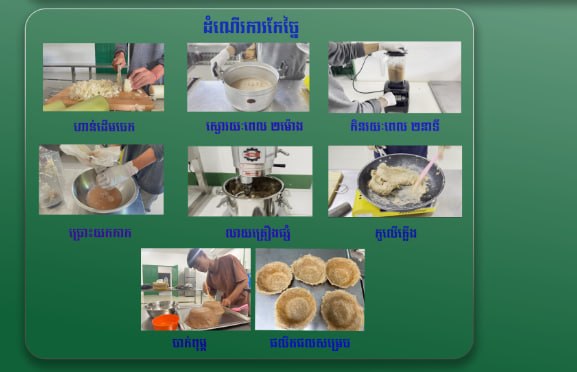 ដំណើរការកែច្នៃ
ហាន់ដើមចេក
ស្ងោរយៈពេល ២ម៉ោង
កិនរយៈពេល ២នាទី
ច្រោះយកកាក
លាយគ្រឿងផ្សំ
កូរលើភ្លើង
ដាក់ពុម្ព
ផលិតផលសម្រេច